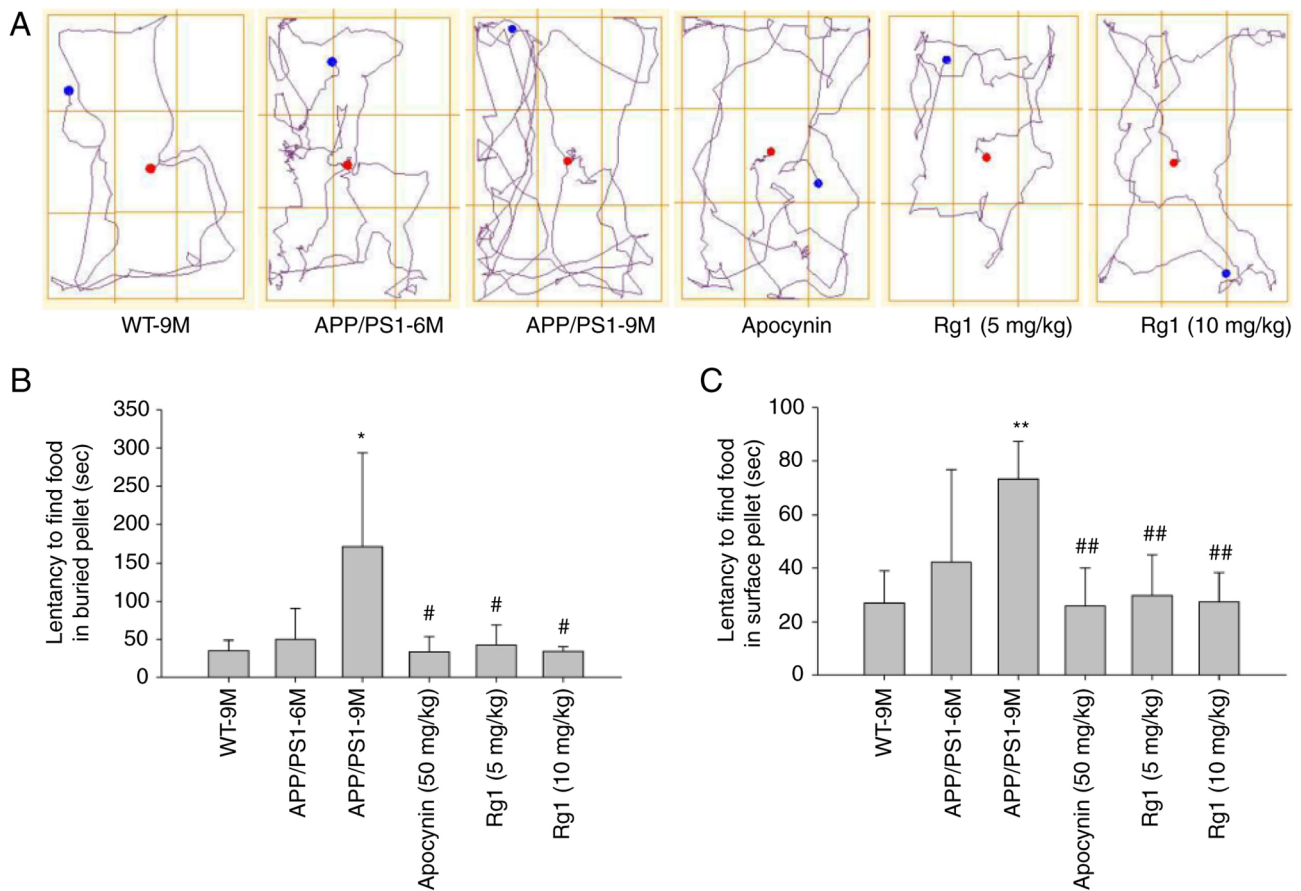 A
WT-9M
APP/PS1-6M
APP/PS1-9M
Apocynin
Rg1 (5 mg/kg)
Rg1 (10 mg/kg)
B
Lentancy to find food
in buried pellet (sec)
350
300
250
200
150
100
50
0
*
#
#
#
WT-9M
APP/PS1-6M
APP/PS1-9M
Apocynin (50 mg/kg)
Rg1 (5 mg/kg)
Rg1 (10 mg/kg)
C
Lentancy to find food
in surface pellet (sec)
100
80
60
40
20
0
**
##
##
##
WT-9M
APP/PS1-6M
APP/PS1-9M
Apocynin (50 mg/kg)
Rg1 (5 mg/kg)
Rg1 (10 mg/kg)